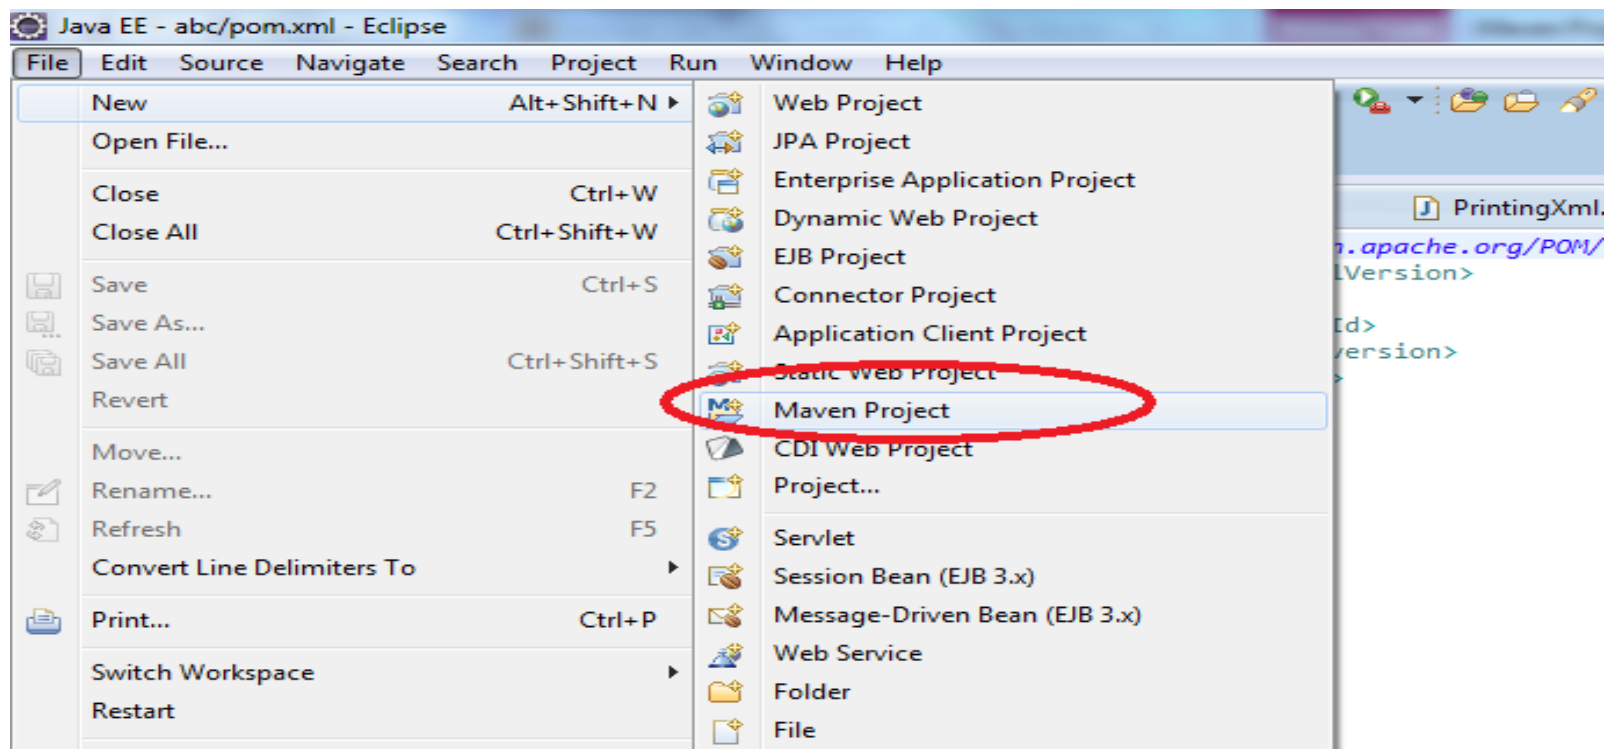 Java EE - abc/pom.xml - Eclipse
File Edit Source Navigate Search Project Run Window Help
New Alt+Shift+N
Open File...
Close Ctrl+W
Close All Ctrl+Shift+W
Save Ctrl+S
Save As...
Save All Ctrl+Shift+S
Revert
Move...
Rename... F2
Refresh F5
Convert Line Delimiters To
Print... Ctrl+P
Switch Workspace
Restart
Web Project
JPA Project
Enterprise Application Project
Dynamic Web Project
EJB Project
Connector Project
Application Client Project
Static Web Project
Maven Project
CDI Web Project
Project...
Servlet
Session Bean (EJB 3.x)
Message-Driven Bean (EJB 3.x)
Web Service
Folder
File
PrintingXml.
n.apache.org/POM/
lVersion>
Id>
version>
>